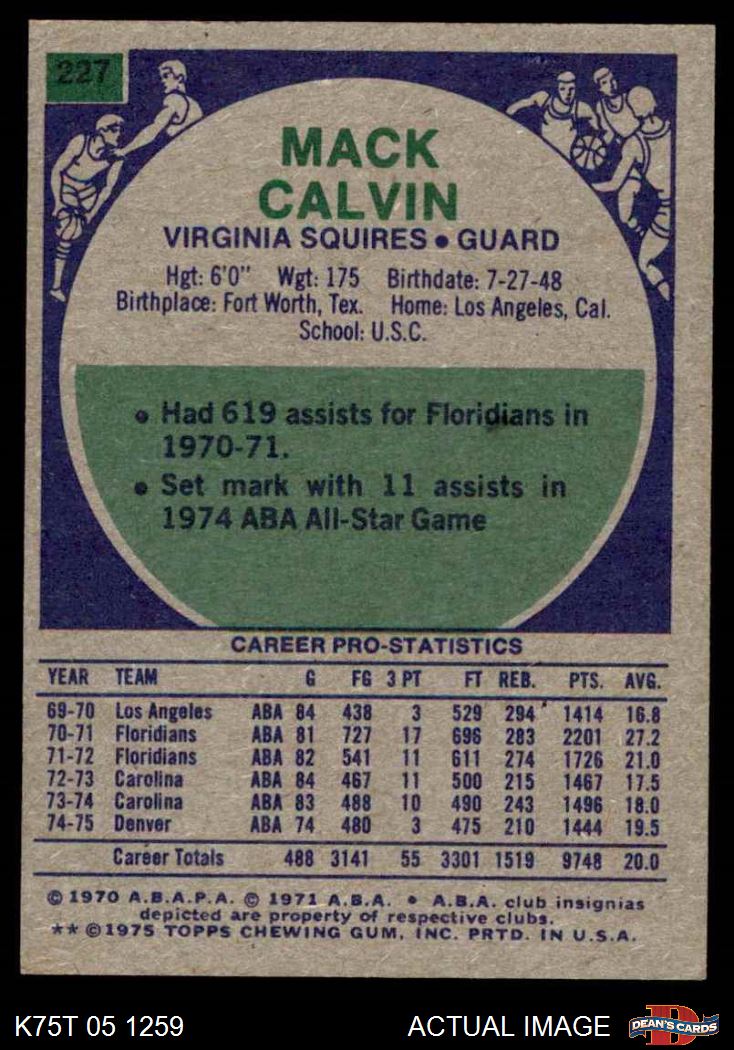 227
MACK
CALVIN
VIRGINIA SQUIRES • GUARD
Hgt: 6'0" Wgt: 175 Birthdate: 7-27-48
Birthplace: Fort Worth, Tex. Home: Los Angeles, Cal.
School: U.S.C.
• Had 619 assists for Floridians in
1970-71.
• Set mark with 11 assists in
1974 ABA All-Star Game
CAREER PRO-STATISTICS
YEAR TEAM G FG 3 PT FT REB. PTS. AVG.
69-70 Los Angeles ABA 84 438 3 529 294 1414 16.8
70-71 Floridians ABA 81 727 17 696 283 2201 27.2
71-72 Floridians ABA 82 541 11 611 274 1726 21.0
72-73 Carolina ABA 84 467 11 500 215 1467 17.5
73-74 Carolina ABA 83 488 10 490 243 1496 18.0
74-75 Denver ABA 74 480 3 475 210 1444 19.5
Career Totals 488 3141 55 3301 1519 9748 20.0
© 1970 A.B.A.P.A. © 1971 A.B.A. • A.B.A. club insignias
depicted are property of respective clubs.
** © 1975 TOPPS CHEWING GUM, INC. PRTD. IN U.S.A.
K75T 05 1259 ACTUAL IMAGE D DEAN'S CARDS